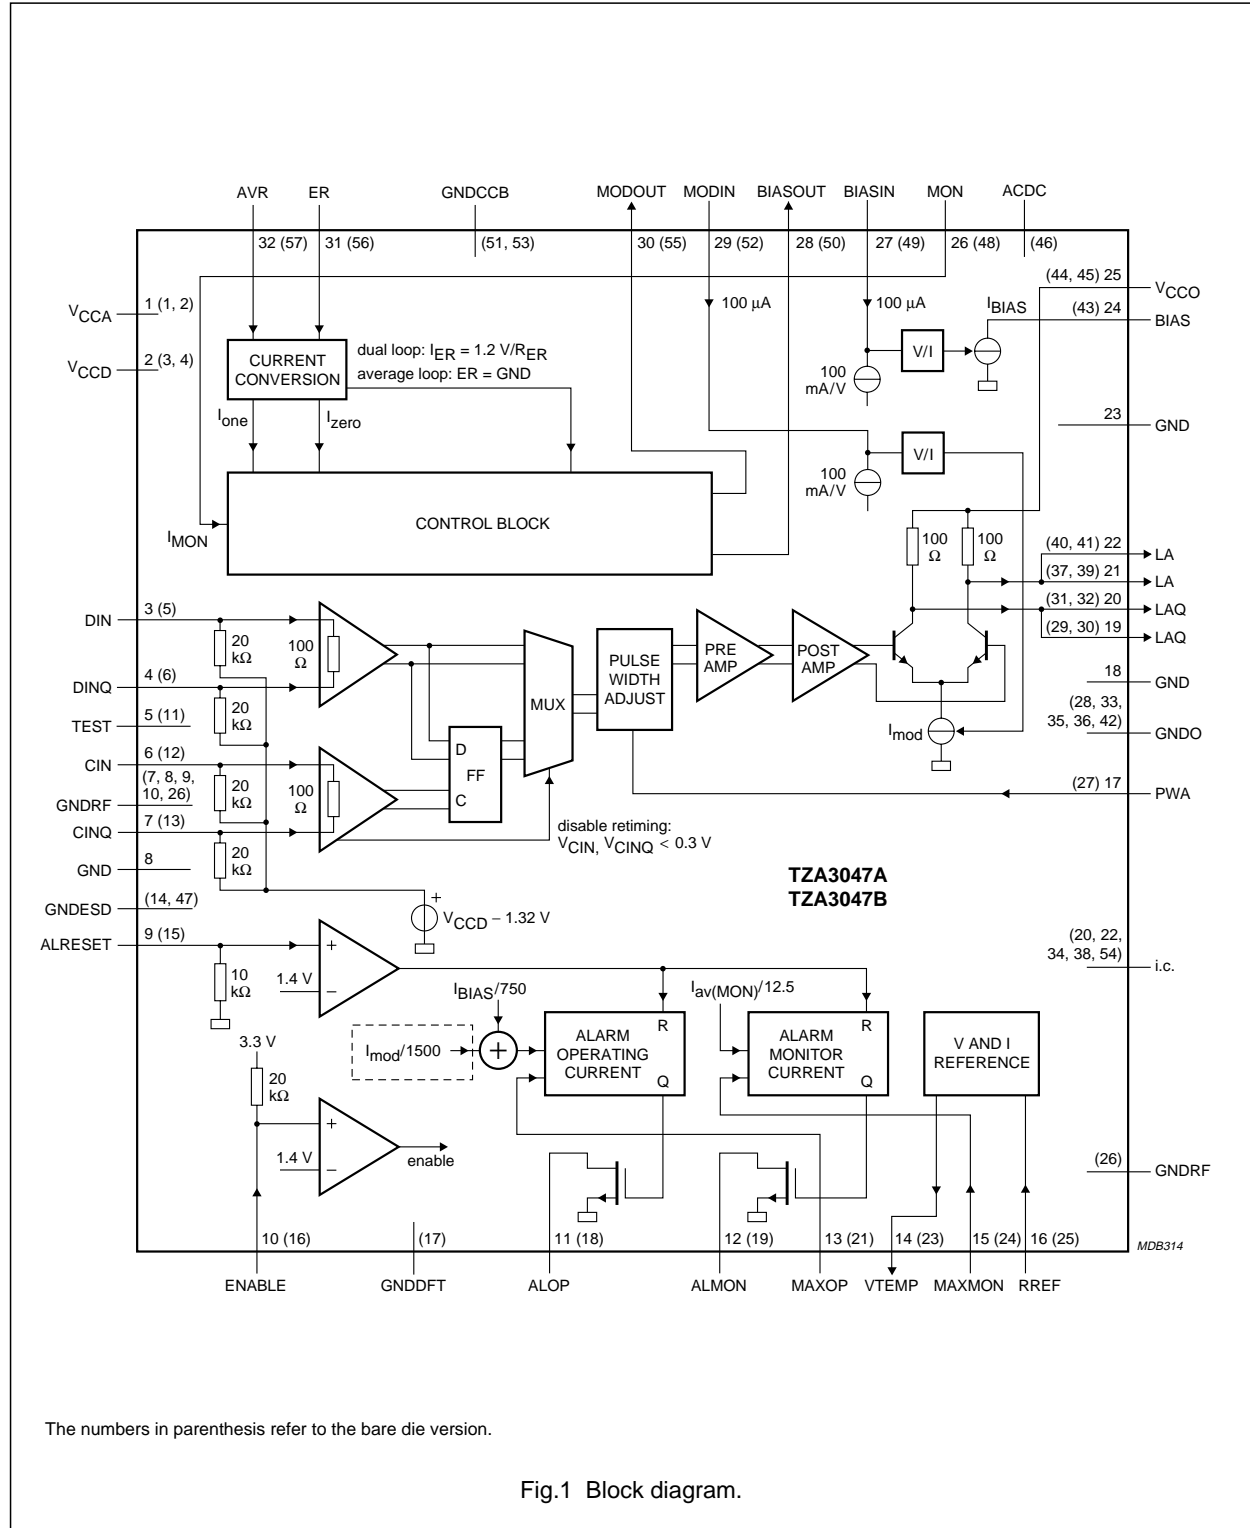 AVR
ER
GNDCCB
MODOUT
MODIN
BIASOUT
BIASIN
MON
ACDC
32 (57)
31 (56)
(51, 53)
30 (55)
29 (52)
28 (50)
27 (49)
26 (48)
(46)
VCCA
1 (1, 2)
VCCD
2 (3, 4)
100 µA
100 µA
(44, 45) 25
VCCO
IBIAS
(43) 24
BIAS
CURRENT
CONVERSION
dual loop: IER = 1.2 V/RER
average loop: ER = GND
V/I
100
mA/V
Ione
Izero
23
GND
V/I
100
mA/V
CONTROL BLOCK
IMON
100
Ω
100
Ω
(40, 41) 22
LA
(37, 39) 21
LA
(31, 32) 20
LAQ
(29, 30) 19
LAQ
DIN
3 (5)
20
kΩ
100
Ω
DINQ
4 (6)
20
kΩ
TEST
5 (11)
MUX
PULSE
WIDTH
ADJUST
PRE
AMP
POST
AMP
18
GND
(28, 33,
35, 36, 42)
GNDO
Imod
D
FF
C
CIN
6 (12)
(7, 8, 9,
10, 26)
GNDRF
20
kΩ
100
Ω
CINQ
7 (13)
20
kΩ
(27) 17
PWA
disable retiming:
VCIN, VCINQ < 0.3 V
GND
8
TZA3047A
TZA3047B
GNDESD
(14, 47)
+
VCCD − 1.32 V
ALRESET
9 (15)
10
kΩ
+
1.4 V
−
(20, 22,
34, 38, 54)
i.c.
IBIAS/750
Iav(MON)/12.5
Imod/1500
+
R
ALARM
OPERATING
CURRENT
Q
R
ALARM
MONITOR
CURRENT
Q
V AND I
REFERENCE
3.3 V
20
kΩ
+
1.4 V
−
enable
(26)
GNDRF
10 (16)
(17)
11 (18)
12 (19)
13 (21)
14 (23)
15 (24)
16 (25)
MDB314
ENABLE
GNDDFT
ALOP
ALMON
MAXOP
VTEMP
MAXMON
RREF
The numbers in parenthesis refer to the bare die version.
Fig.1 Block diagram.